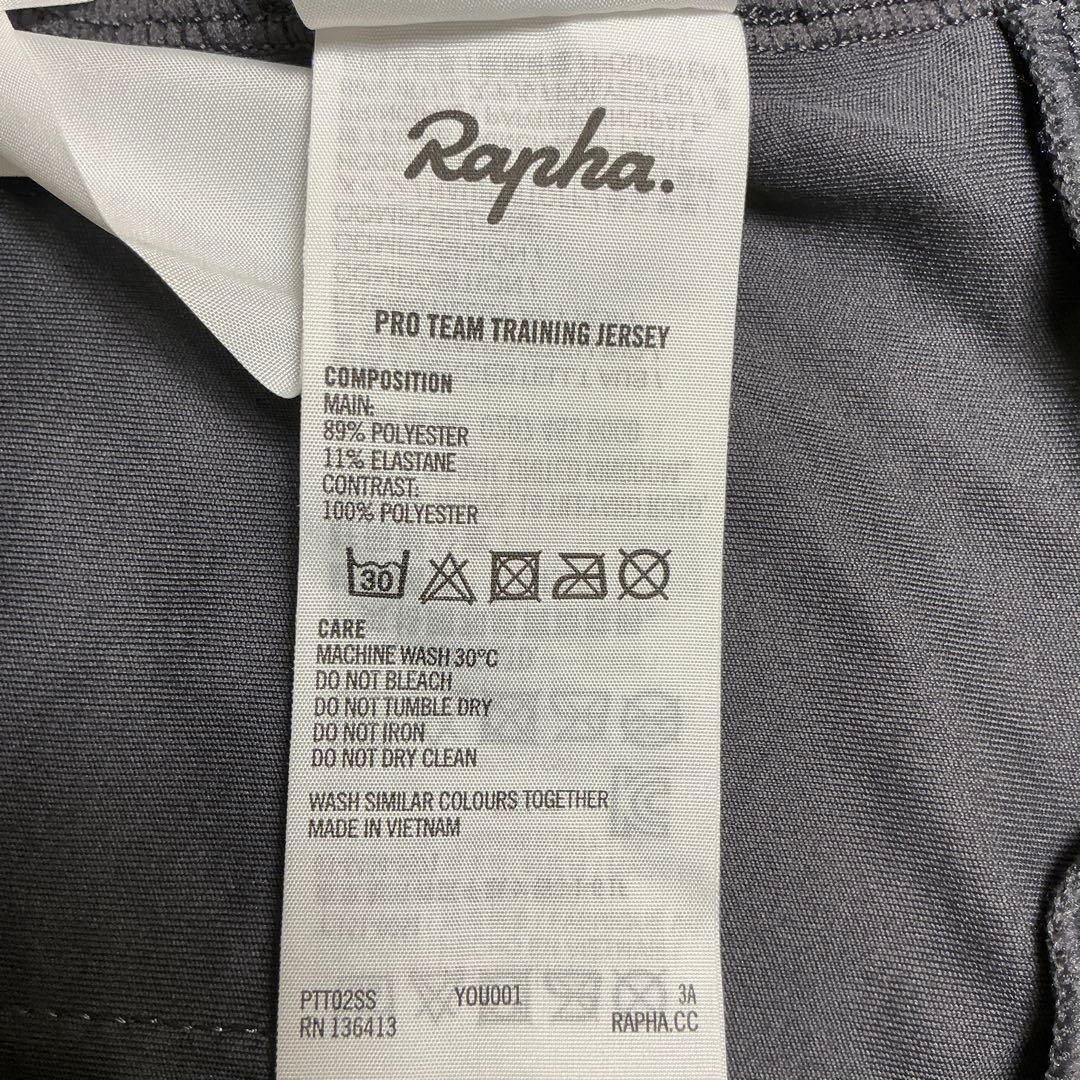 Rapha.
PRO TEAM TRAINING JERSEY
COMPOSITION
MAIN:
89% POLYESTER
11% ELASTANE
CONTRAST:
100% POLYESTER
30
CARE
MACHINE WASH 30°C
DO NOT BLEACH
DO NOT TUMBLE DRY
DO NOT IRON
DO NOT DRY CLEAN
WASH SIMILAR COLOURS TOGETHER
MADE IN VIETNAM
PTT02SS YOU001 3A
RN 136413 RAPHA.CC